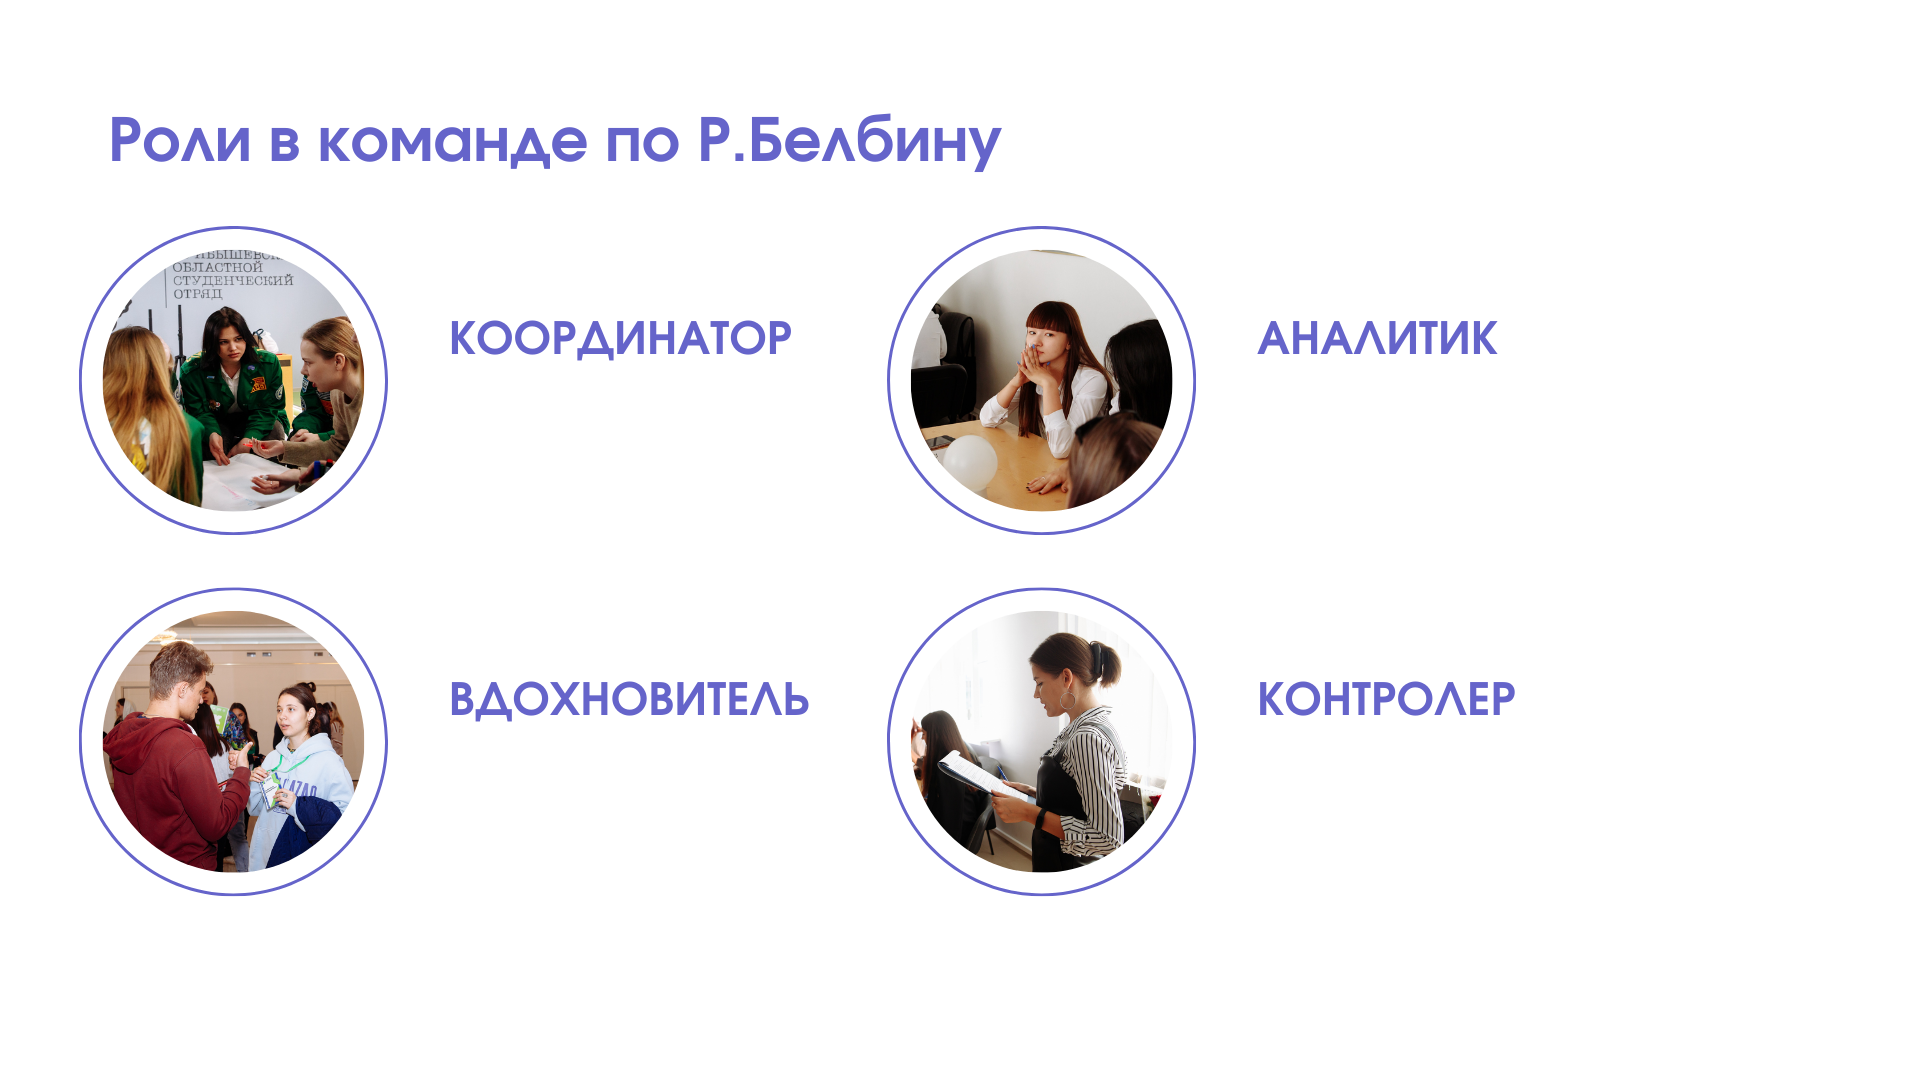 Роли в команде по Р.Белбину
ОБЛАСТНОЙ
СТУДЕНЧЕСКИЙ
ОТРЯД
КООРДИНАТОР
АНАЛИТИК
ВДОХНОВИТЕЛЬ
КОНТРОЛЕР